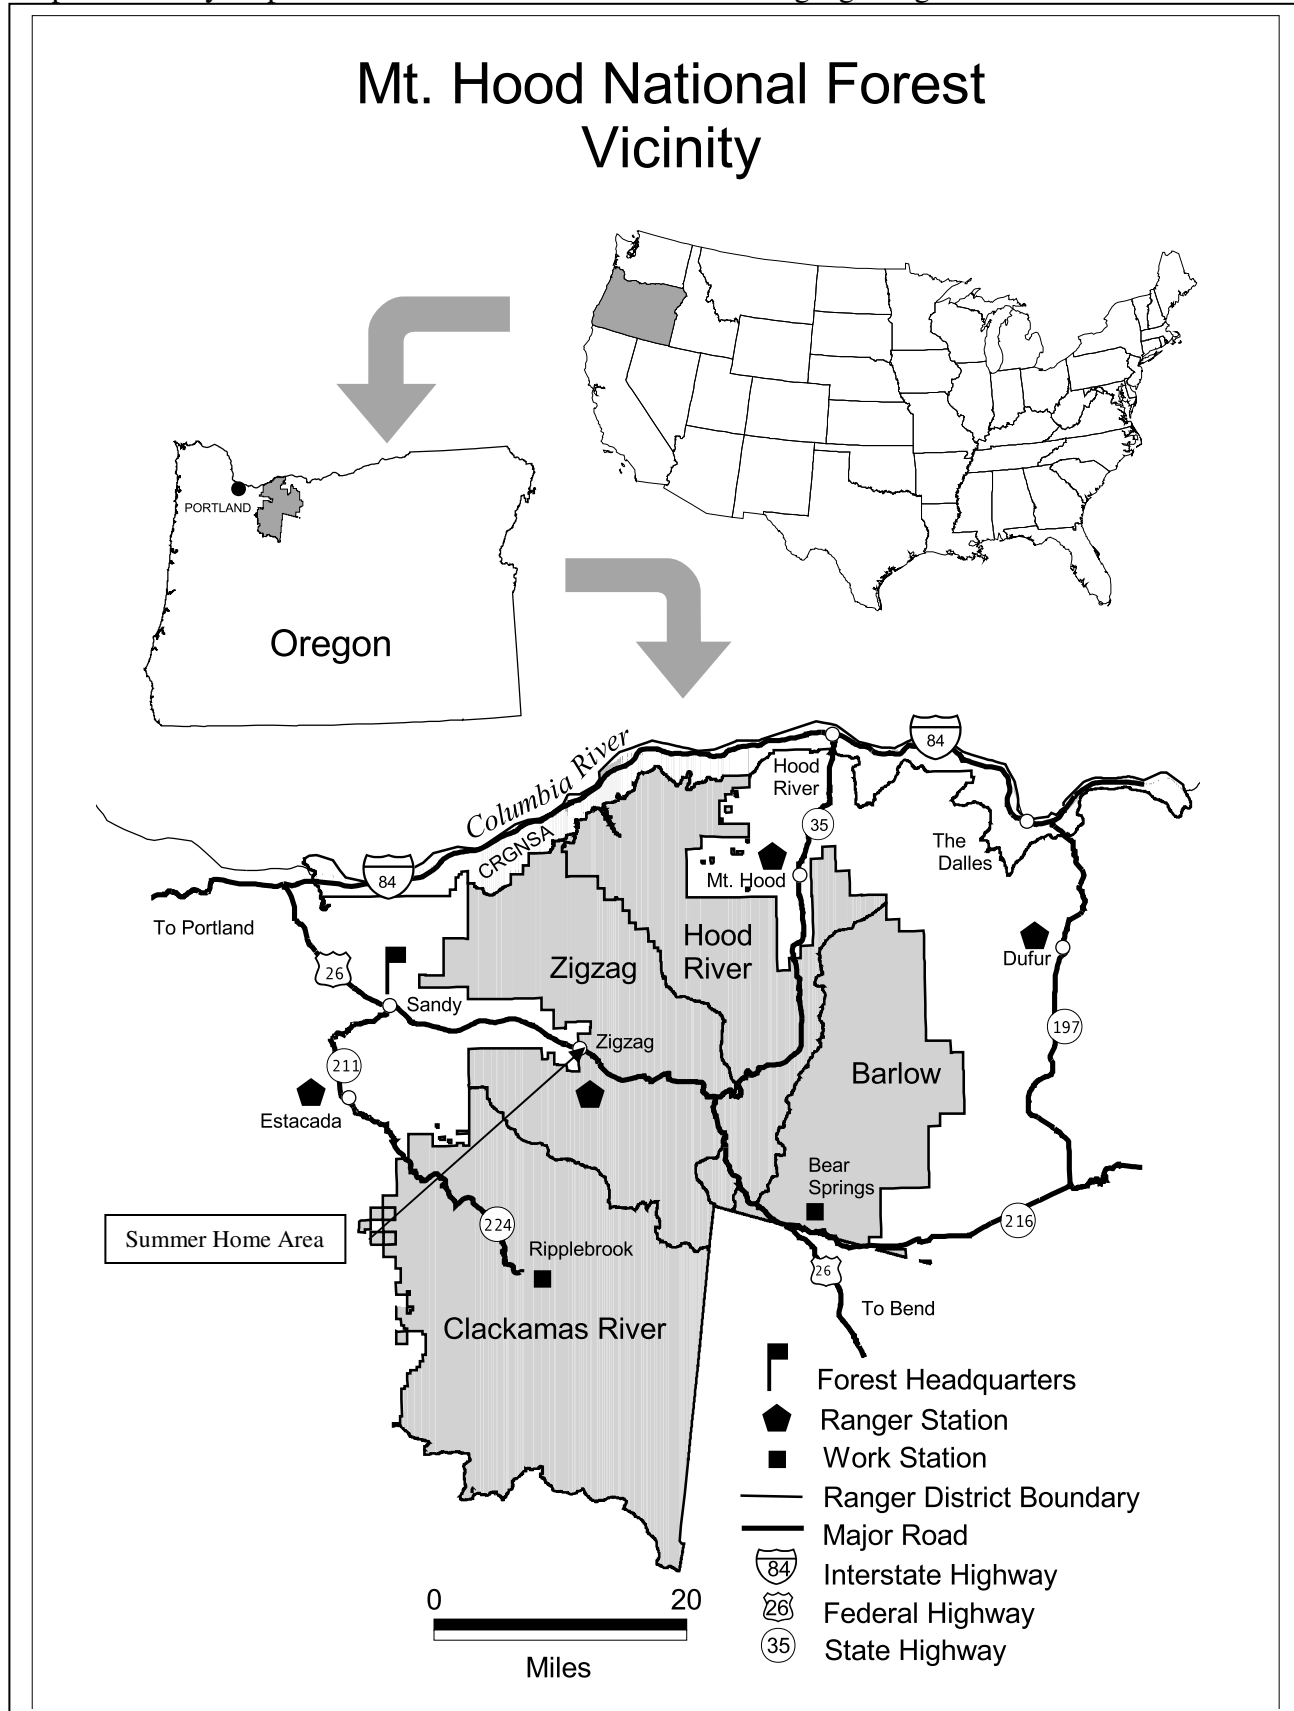 Mt. Hood National Forest
Vicinity
PORTLAND
Oregon
Columbia River
84
Hood
River
CRGNSA
35
The
Dalles
84
Mt. Hood
To Portland
26
Hood
River
Zigzag
Dufur
Sandy
197
Zigzag
211
Barlow
Estacada
Bear
Springs
224
216
Summer Home Area
Ripplebrook
26
To Bend
Clackamas River
Forest Headquarters
Ranger Station
Work Station
Ranger District Boundary
Major Road
84
Interstate Highway
26
Federal Highway
35
State Highway
0
20
Miles